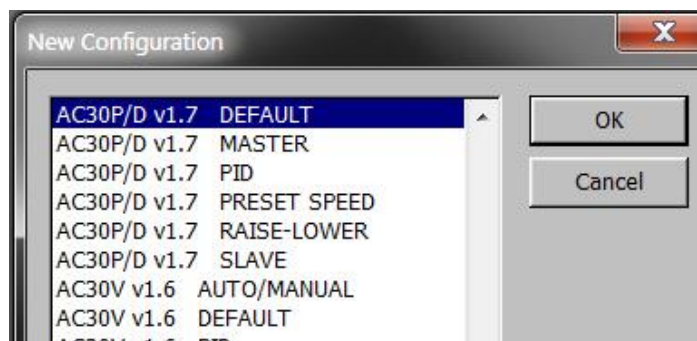 New Configuration
AC30P/D v1.7 DEFAULT
AC30P/D v1.7 MASTER
AC30P/D v1.7 PID
AC30P/D v1.7 PRESET SPEED
AC30P/D v1.7 RAISE-LOWER
AC30P/D v1.7 SLAVE
AC30V v1.6 AUTO/MANUAL
AC30V v1.6 DEFAULT
OK
Cancel